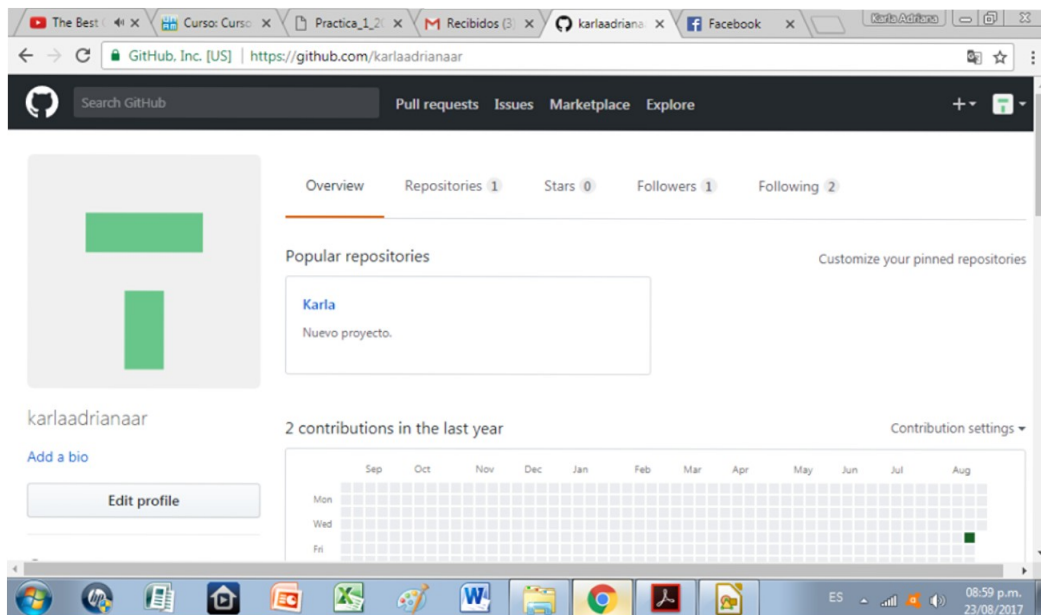 The Best
Curso: Curso
Practica_1_2
Recibidos (3)
karlaadriana
Facebook
Karla Adriana
GitHub, Inc. [US] | https://github.com/karlaadrianaar
Search GitHub
Pull requests Issues Marketplace Explore
Overview Repositories 1 Stars 0 Followers 1 Following 2
Popular repositories
Customize your pinned repositories
Karla
Nuevo proyecto.
karlaadrianaar
Add a bio
Edit profile
2 contributions in the last year
Contribution settings
Sep Oct Nov Dec Jan Feb Mar Apr May Jun Jul Aug
Mon
Wed
Fri
ES
08:59 p.m.
23/08/2017